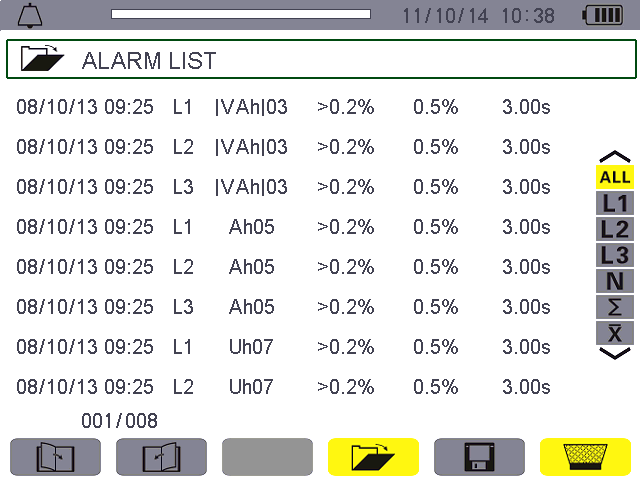 11/10/14 10:38
ALARM LIST
08/10/13 09:25 L1 |VAh|03 >0.2% 0.5% 3.00s
08/10/13 09:25 L2 |VAh|03 >0.2% 0.5% 3.00s
08/10/13 09:25 L3 |VAh|03 >0.2% 0.5% 3.00s
08/10/13 09:25 L1 Ah05 >0.2% 0.5% 3.00s
08/10/13 09:25 L2 Ah05 >0.2% 0.5% 3.00s
08/10/13 09:25 L3 Ah05 >0.2% 0.5% 3.00s
08/10/13 09:25 L1 Uh07 >0.2% 0.5% 3.00s
08/10/13 09:25 L2 Uh07 >0.2% 0.5% 3.00s
001/008
ALL
L1
L2
L3
N
Σ
X̅